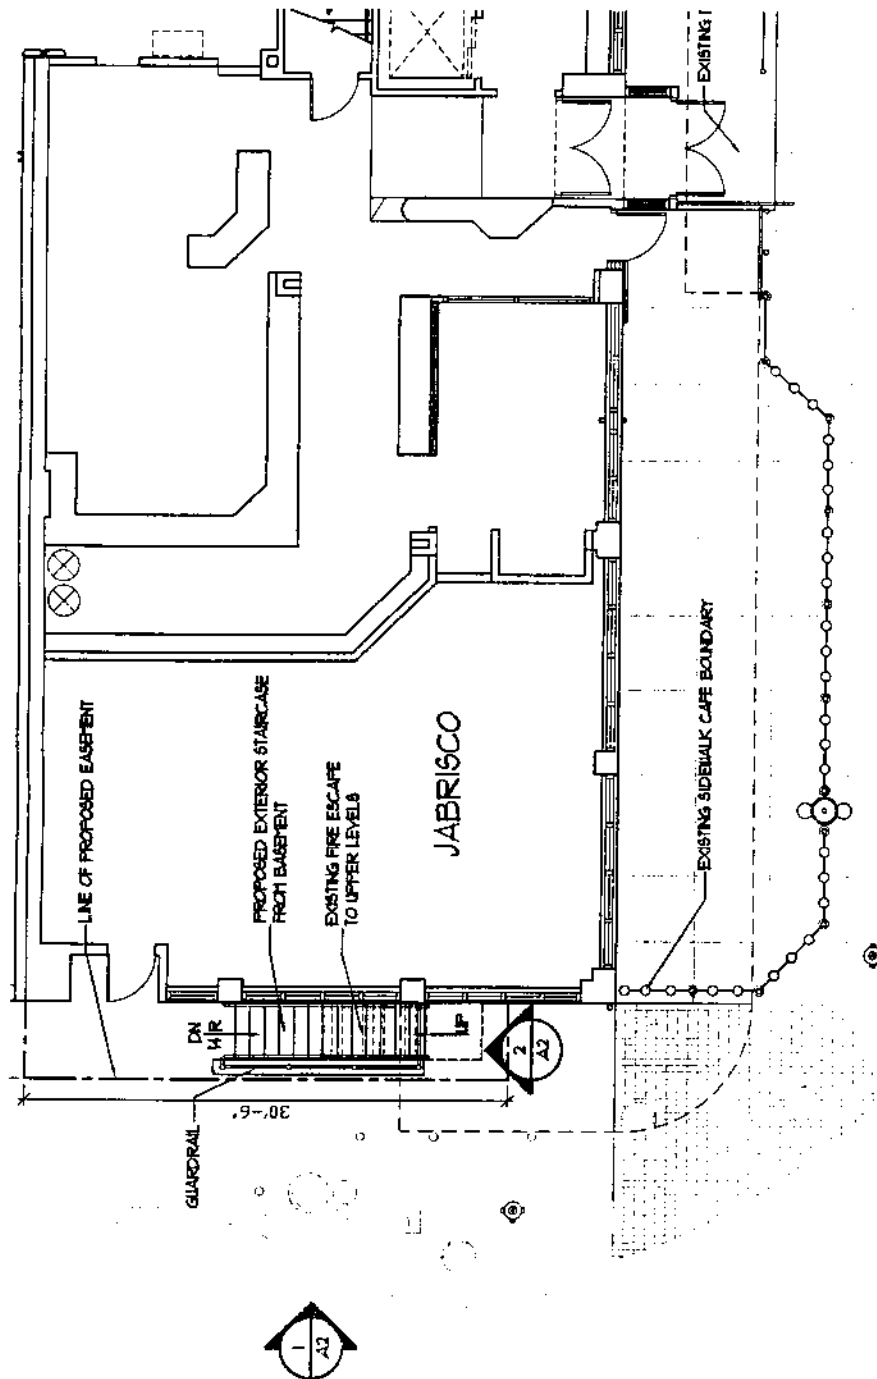 EXISTING
LINE OF PROPOSED EASEMENT
PROPOSED EXTERIOR STAIRCASE
FROM BASEMENT
EXISTING FIRE ESCAPE
TO UPPER LEVELS
JABRISCO
EXISTING SIDEWALK CAFE BOUNDARY
DN
14R
UP
2
A2
30'-6"
GUARDRAIL
1
A2